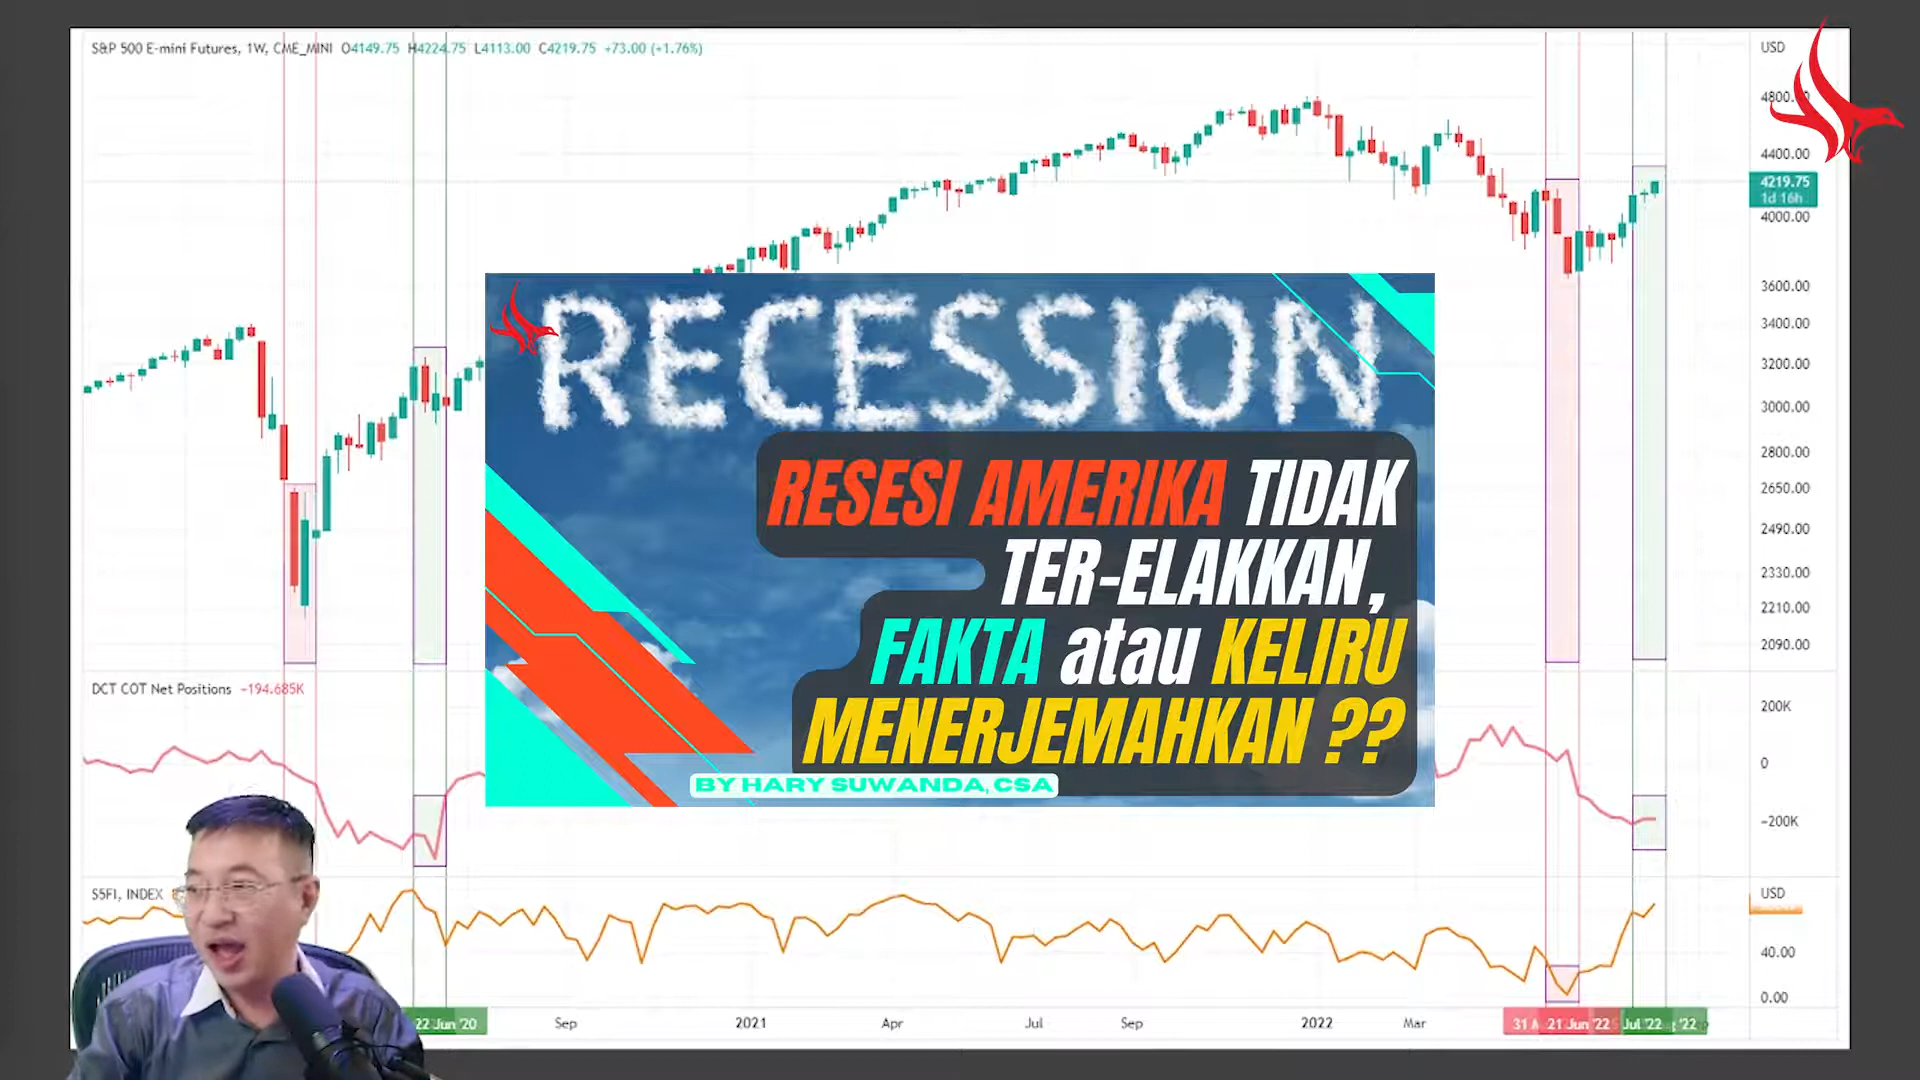 S&P 500 E-mini Futures, 1W, CME_MINI O4149.75 H4224.75 L4113.00 C4219.75 +73.00 (+1.76%)
USD
4800.
4400.00
4219.75
1d 16h
4000.00
3600.00
3400.00
3200.00
3000.00
2800.00
2650.00
2490.00
2330.00
2210.00
2090.00
RECESSION
RESESI AMERIKA TIDAK
TER-ELAKKAN,
FAKTA atau KELIRU
MENERJEMAHKAN ??
BY HARY SUWANDA, CSA
DCT COT Net Positions -194.685K
200K
0
-200K
S5FI, INDEX
USD
40.00
0.00
22 Jun '20
Sep
2021
Apr
Jul
Sep
2022
Mar
31
21 Jun '22
Jul '22
'22